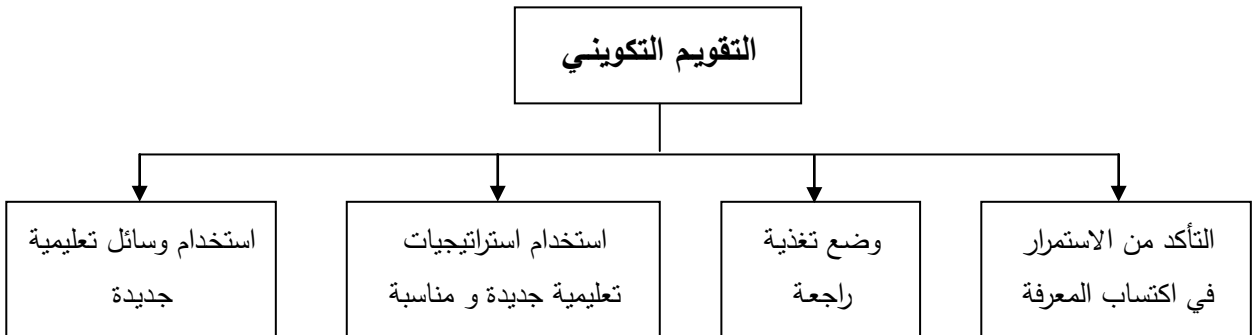 التقويم التكويني
التأكد من الاستمرار
في اكتساب المعرفة
وضع تغذية
راجعة
استخدام استراتيجيات
تعليمية جديدة و مناسبة
استخدام وسائل تعليمية
جديدة